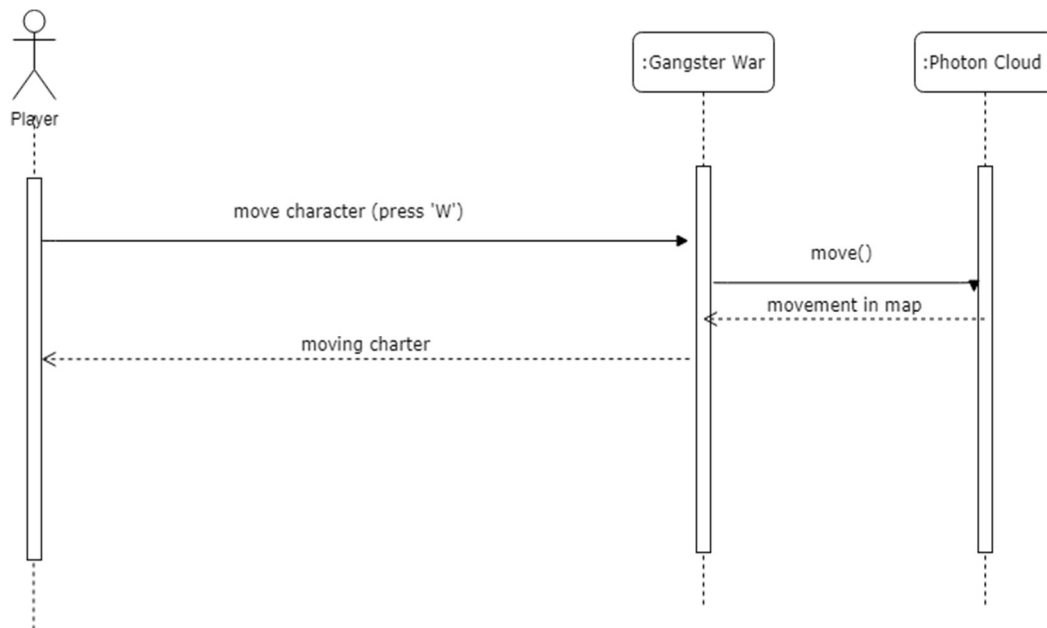 Player
:Gangster War
:Photon Cloud
move character (press 'W')
move()
movement in map
moving charter